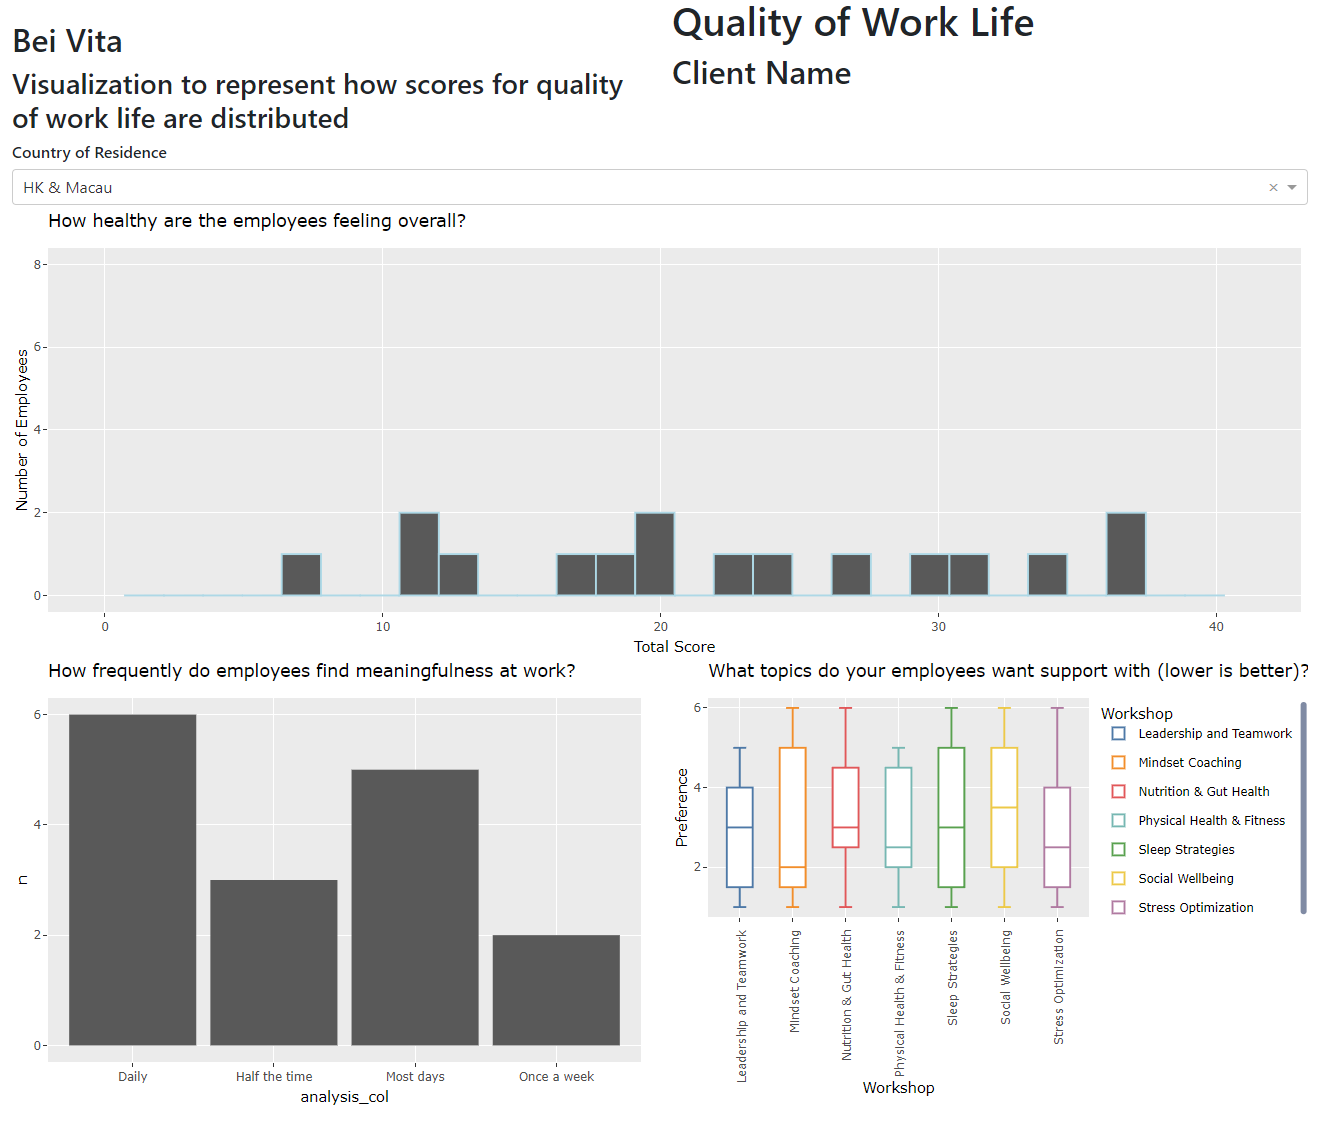 Bei Vita
Visualization to represent how scores for quality
of work life are distributed
Quality of Work Life
Client Name
Country of Residence
HK & Macau
×
How healthy are the employees feeling overall?
Number of Employees
8
6
4
2
0
0
10
20
30
40
Total Score
How frequently do employees find meaningfulness at work?
n
6
4
2
0
Daily
Half the time
Most days
Once a week
analysis_col
What topics do your employees want support with (lower is better)?
Preference
6
4
2
Leadership and Teamwork
Mindset Coaching
Nutrition & Gut Health
Physical Health & Fitness
Sleep Strategies
Social Wellbeing
Stress Optimization
Workshop
Workshop
Leadership and Teamwork
Mindset Coaching
Nutrition & Gut Health
Physical Health & Fitness
Sleep Strategies
Social Wellbeing
Stress Optimization